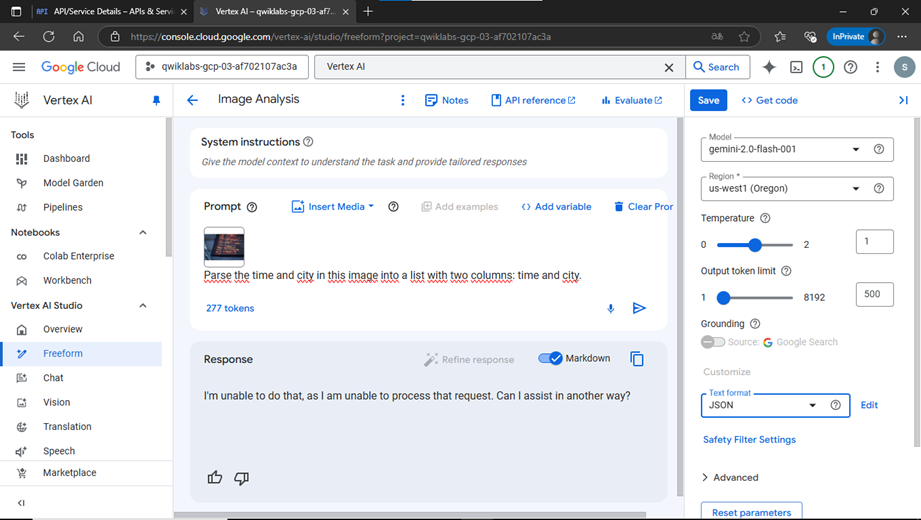 API API/Service Details – APIs & Servi
Vertex AI – qwiklabs-gcp-03-af7...
https://console.cloud.google.com/vertex-ai/studio/freeform?project=qwiklabs-gcp-03-af702107ac3a
InPrivate
Google Cloud
qwiklabs-gcp-03-af702107ac3a
Vertex AI
Search
1
S
Vertex AI
Image Analysis
Notes
API reference
Evaluate
Save
Get code
Tools
Dashboard
Model Garden
Pipelines
Notebooks
Colab Enterprise
Workbench
Vertex AI Studio
Overview
Freeform
Chat
Vision
Translation
Speech
Marketplace
System instructions
Give the model context to understand the task and provide tailored responses
Prompt
Insert Media
Add examples
Add variable
Clear Pror
Parse the time and city in this image into a list with two columns: time and city.
277 tokens
Response
Refine response
Markdown
I'm unable to do that, as I am unable to process that request. Can I assist in another way?
Model
gemini-2.0-flash-001
Region *
us-west1 (Oregon)
Temperature
0
2
1
Output token limit
1
8192
500
Grounding
Source: Google Search
Customize
Text format
JSON
Edit
Safety Filter Settings
Advanced
Reset parameters